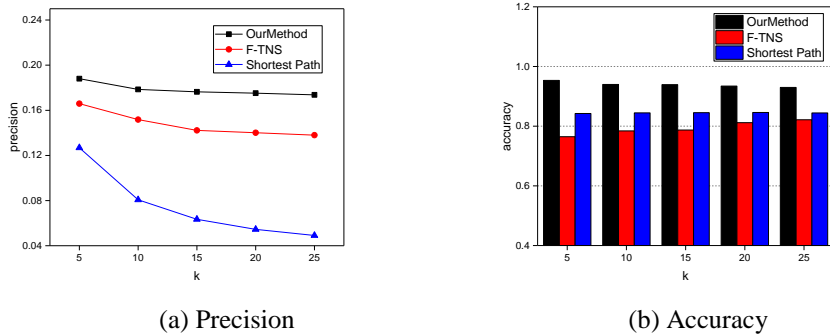 OurMethod
F-TNS
Shortest Path
0.24
0.20
0.16
0.12
0.08
0.04
precision
5 10 15 20 25
k
(a) Precision
OurMethod
F-TNS
Shortest Path
1.0
0.8
0.6
0.4
accuracy
5 10 15 20 25
k
(b) Accuracy